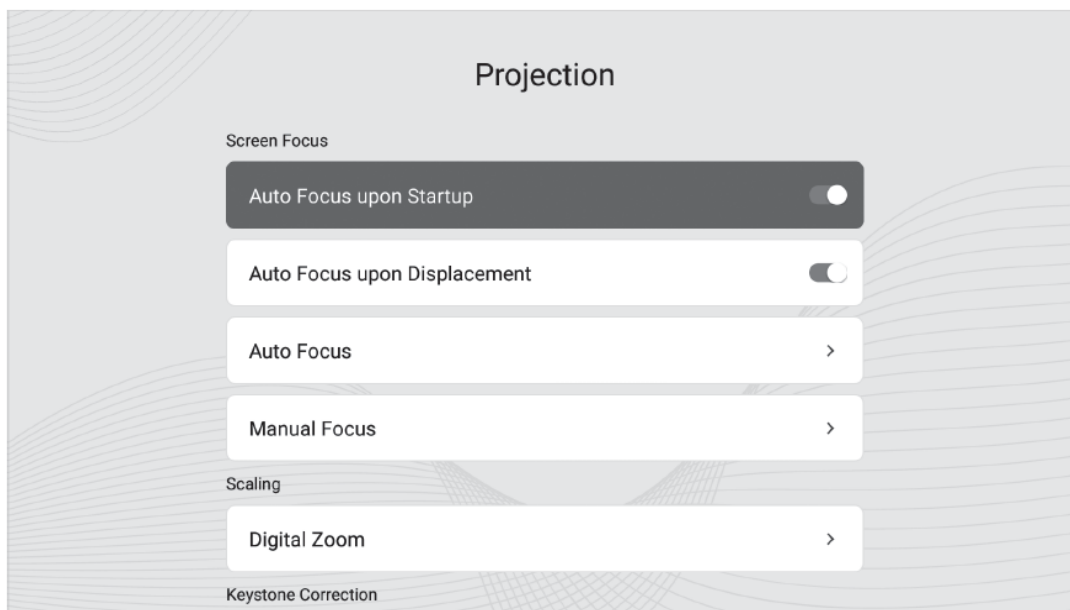 Projection
Screen Focus
Auto Focus upon Startup
Auto Focus upon Displacement
Auto Focus
Manual Focus
Scaling
Digital Zoom
Keystone Correction